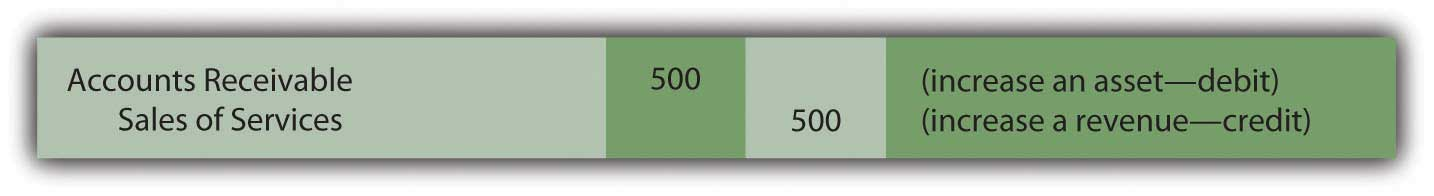 Accounts Receivable 500 (increase an asset—debit)
Sales of Services 500 (increase a revenue—credit)